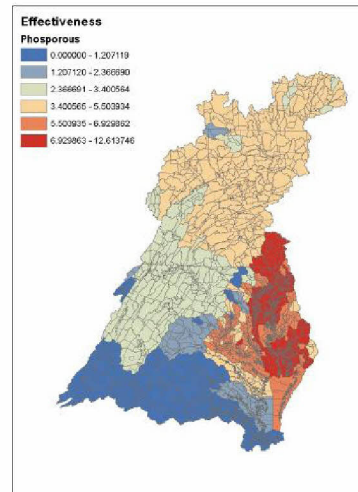 Effectiveness
Phosporous
0.000000 - 1.207119
1.207120 - 2.366690
2.366691 - 3.400564
3.400565 - 5.503934
5.503935 - 6.929862
6.929863 - 12.613746